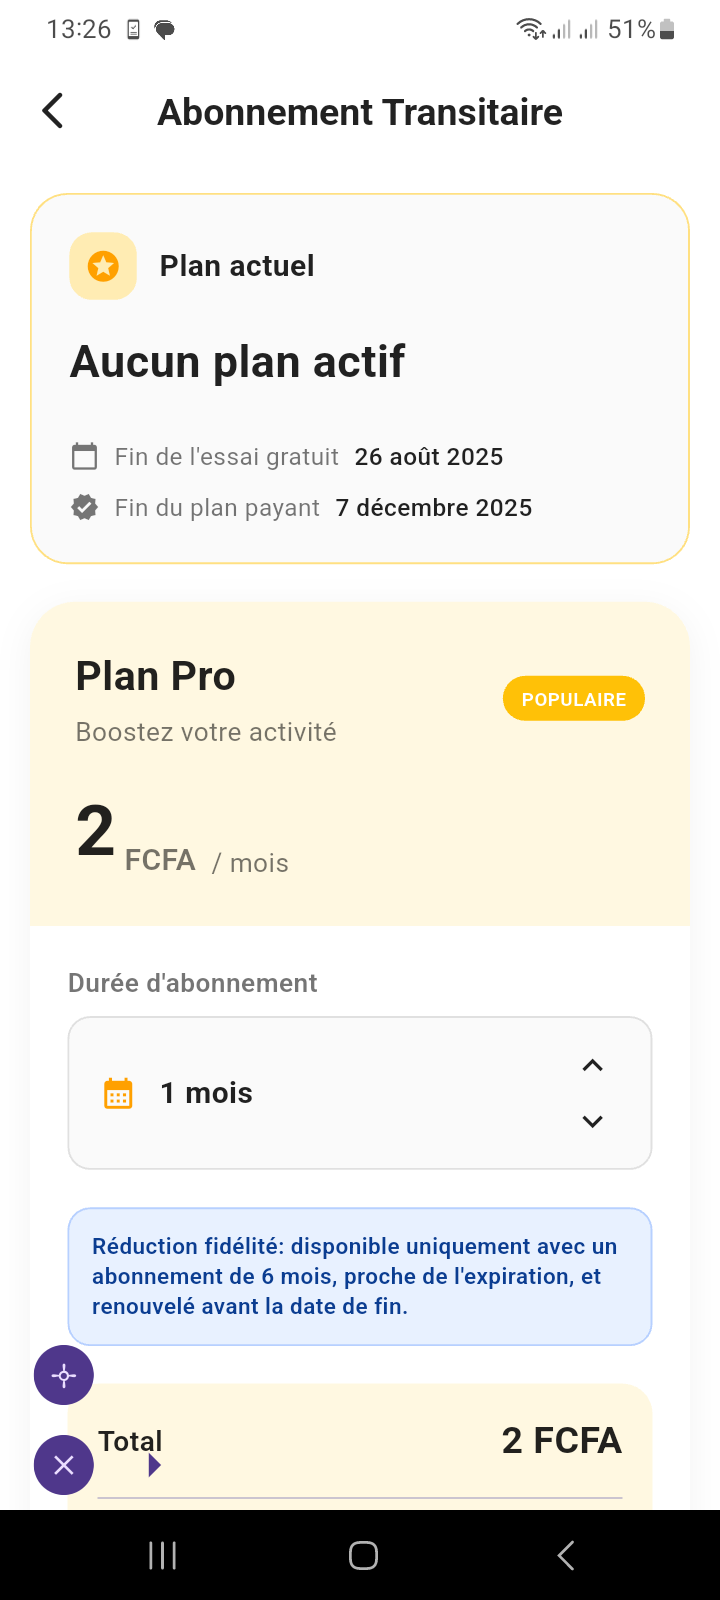 13:26
51%
Abonnement Transitaire
Plan actuel
Aucun plan actif
Fin de l'essai gratuit 26 août 2025
Fin du plan payant 7 décembre 2025
Plan Pro
POPULAIRE
Boostez votre activité
2 FCFA / mois
Durée d'abonnement
1 mois
Réduction fidélité: disponible uniquement avec un
abonnement de 6 mois, proche de l'expiration, et
renouvelé avant la date de fin.
Total 2 FCFA